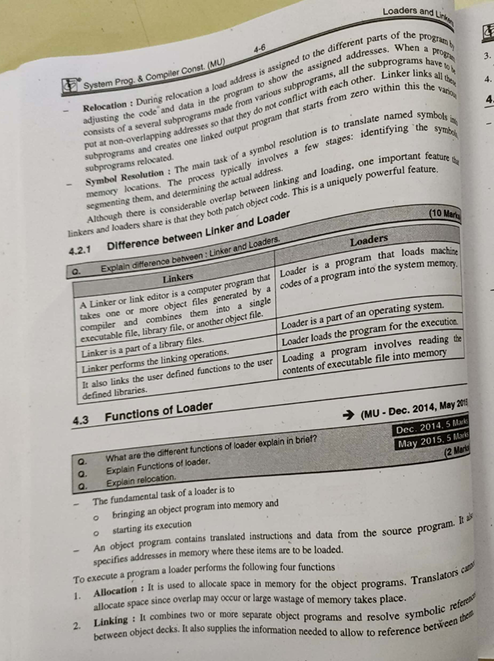 Loaders and Linkers
System Prog. & Compiler Const. (MU)
4-6
– Relocation : During relocation a load address is assigned to the different parts of the program by
adjusting the code and data in the program to show the assigned addresses. When a program
consists of a several subprograms made from various subprograms, all the subprograms have to be
put at non-overlapping addresses so that they do not conflict with each other. Linker links all the
subprograms and creates one linked output program that starts from zero within this the various
subprograms relocated.
– Symbol Resolution : The main task of a symbol resolution is to translate named symbols into
memory locations. The process typically involves a few stages: identifying the symbols
segmenting them, and determining the actual address.
Although there is considerable overlap between linking and loading, one important feature the
linkers and loaders share is that they both patch object code. This is a uniquely powerful feature.
4.2.1 Difference between Linker and Loader
Q. Explain difference between : Linker and Loaders.
(10 Marks
Linkers
A Linker or link editor is a computer program that
takes one or more object files generated by a
compiler and combines them into a single
executable file, library file, or another object file.
Linker is a part of a library files.
Linker performs the linking operations.
It also links the user defined functions to the user
defined libraries.
Loaders
Loader is a program that loads machine
codes of a program into the system memory.
Loader is a part of an operating system.
Loader loads the program for the execution.
Loading a program involves reading the
contents of executable file into memory
4.3 Functions of Loader
➔ (MU - Dec. 2014, May 2015
Q. What are the different functions of loader explain in brief?
Dec. 2014, 5 Marks
Q. Explain Functions of loader.
May 2015, 5 Marks
Q. Explain relocation.
(2 Marks
– The fundamental task of a loader is to
o bringing an object program into memory and
o starting its execution
– An object program contains translated instructions and data from the source program. It also
specifies addresses in memory where these items are to be loaded.
To execute a program a loader performs the following four functions
1. Allocation : It is used to allocate space in memory for the object programs. Translators cannot
allocate space since overlap may occur or large wastage of memory takes place.
2. Linking : It combines two or more separate object programs and resolve symbolic reference
between object decks. It also supplies the information needed to allow to reference between them.
3.
4.
4.